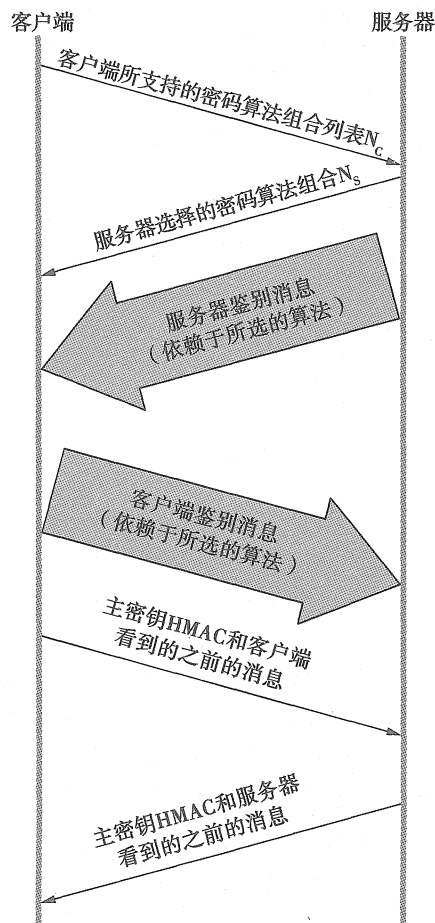 客户端
服务器
客户端所支持的密码算法组合列表NC
服务器选择的密码算法组合NS
服务器鉴别消息
（依赖于所选的算法）
客户端鉴别消息
（依赖于所选的算法）
主密钥HMAC和客户端
看到的之前的消息
主密钥HMAC和服务器
看到的之前的消息